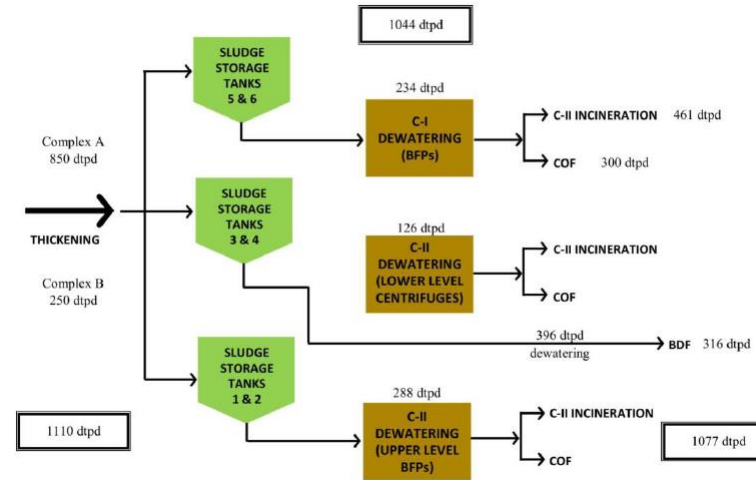 1044 dtpd
SLUDGE
STORAGE
TANKS
5 & 6
234 dtpd
C-I
DEWATERING
(BFPs)
C-II INCINERATION 461 dtpd
COF 300 dtpd
Complex A
850 dtpd
THICKENING
Complex B
250 dtpd
SLUDGE
STORAGE
TANKS
3 & 4
126 dtpd
C-II
DEWATERING
(LOWER LEVEL
CENTRIFUGES)
C-II INCINERATION
COF
396 dtpd
dewatering
BDF 316 dtpd
SLUDGE
STORAGE
TANKS
1 & 2
288 dtpd
C-II
DEWATERING
(UPPER LEVEL
BFPs)
C-II INCINERATION
COF
1110 dtpd
1077 dtpd